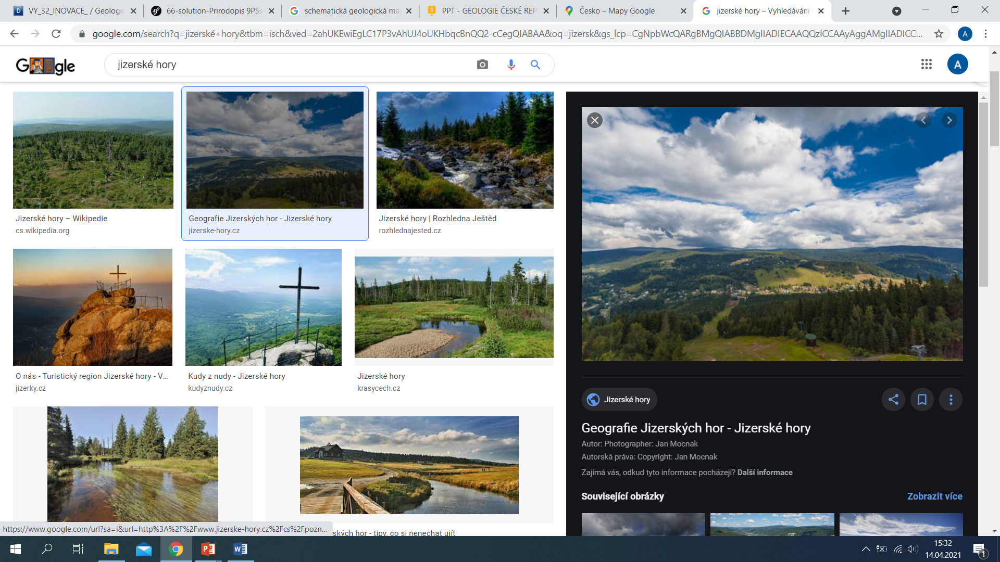 VY_32_INOVACE_ / Geologic
66-solution-Prirodopis 9PSs
schematická geologická ma
PPT - GEOLOGIE ČESKÉ REP
Česko – Mapy Google
jizerské hory – Vyhledávání
google.com/search?q=jizerské+hory&tbm=isch&ved=2ahUKEwiEgLC17P3vAhUJ4oUKHbqcBnQQ2-cCegQIABAA&oq=jizersk&gs_lcp=CgNpbWcQARgBMgQIABBDMgIIADIECAAQQzICCAAyAggAMgIIADICC...
A
Google
jizerské hory
A
Jizerské hory – Wikipedie
cs.wikipedia.org
Geografie Jizerských hor - Jizerské hory
jizerske-hory.cz
Jizerské hory | Rozhledna Ještěd
rozhlednajested.cz
O nás - Turistický region Jizerské hory - V...
jizerky.cz
Kudy z nudy - Jizerské hory
kudyznudy.cz
Jizerské hory
krasycech.cz
Jizerské hory
Geografie Jizerských hor - Jizerské hory
Autor: Photographer: Jan Mocnak
Autorská práva: Copyright: Jan Mocnak
Zajímá vás, odkud tyto informace pocházejí? Další informace
Související obrázky
Zobrazit více
https://www.google.com/url?sa=i&url=http%3A%2F%2Fwww.jizerske-hory.cz%2Fcs%2Fpozn...
ských hor - tipy, co si nenechat ujít
15:32
14.04.2021
1